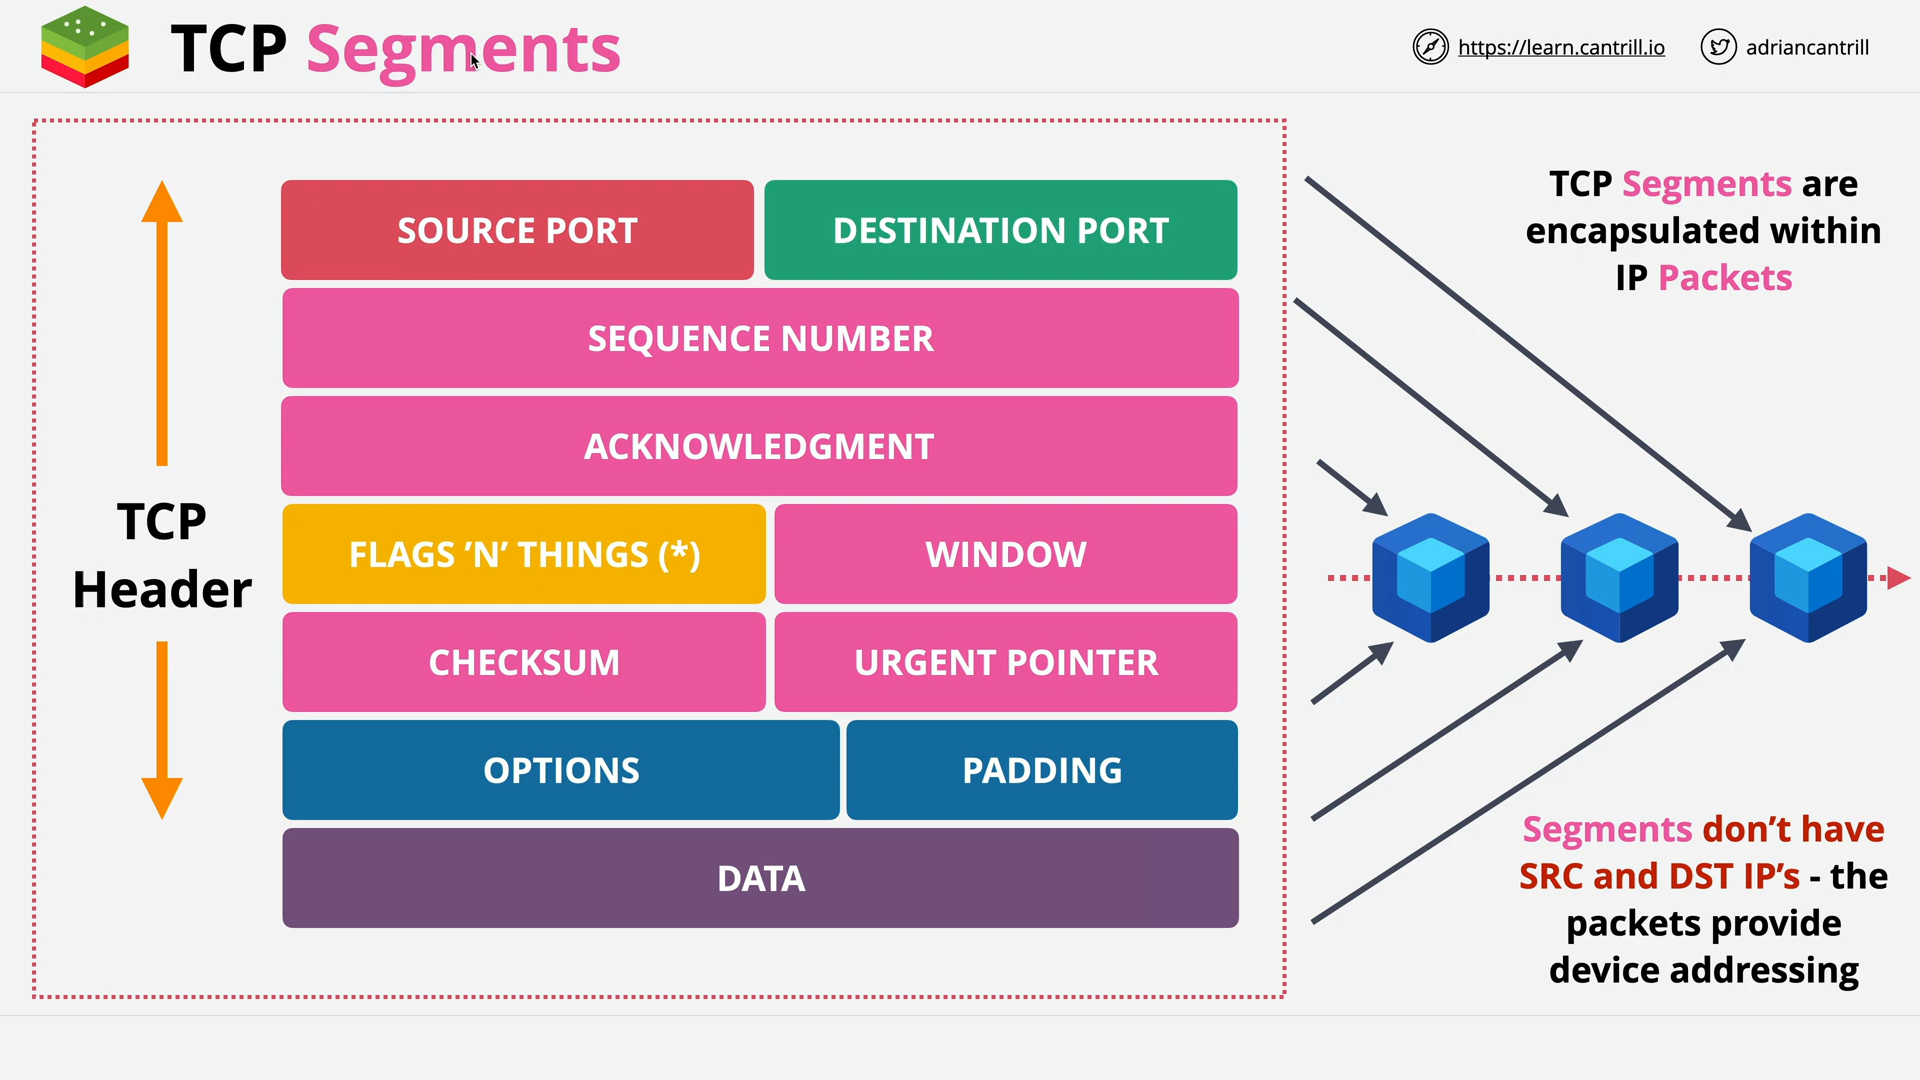 TCP Segments
https://learn.cantrill.io
adriancantrill
TCP
Header
SOURCE PORT
DESTINATION PORT
SEQUENCE NUMBER
ACKNOWLEDGMENT
FLAGS ’N’ THINGS (*)
WINDOW
CHECKSUM
URGENT POINTER
OPTIONS
PADDING
DATA
TCP Segments are
encapsulated within
IP Packets
Segments don’t have
SRC and DST IP’s - the
packets provide
device addressing